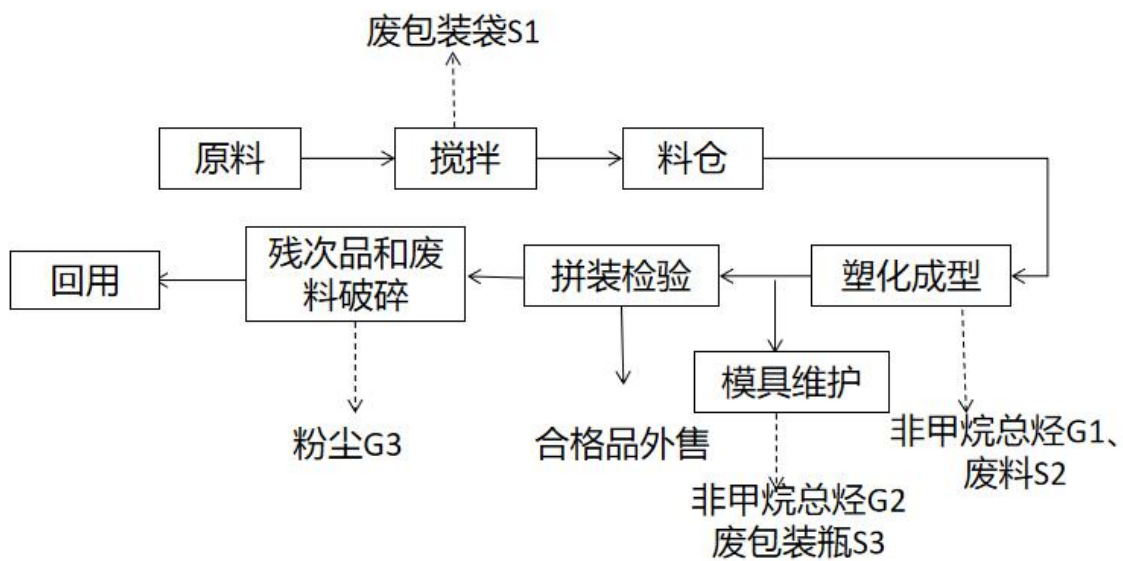 废包装袋S1
原料
搅拌
料仓
回用
残次品和废
料破碎
拼装检验
塑化成型
模具维护
粉尘G3
合格品外售
非甲烷总烃G1、
废料S2
非甲烷总烃G2
废包装瓶S3